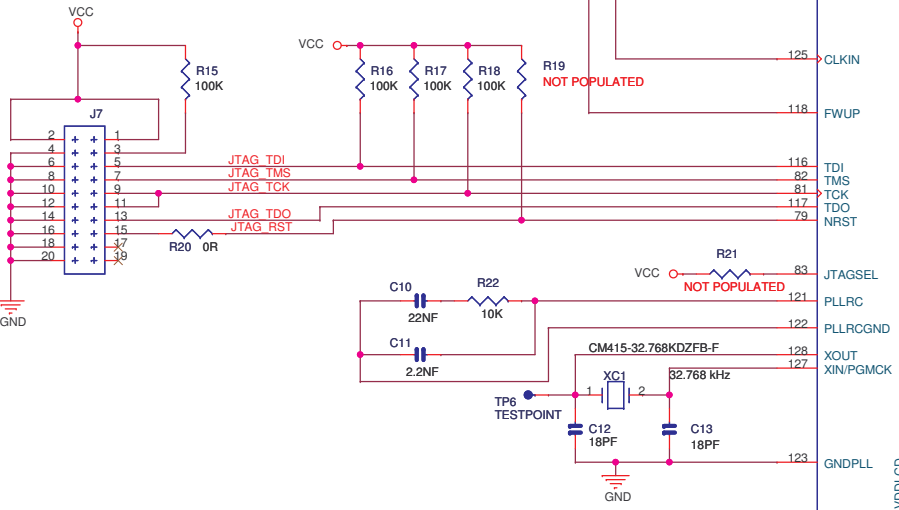 VCC
R15
100K
J7
2 1
4 3
6 5
8 7
10 9
12 11
14 13
16 15
18 17
20 19
GND
JTAG_TDI
JTAG_TMS
JTAG_TCK
JTAG_TDO
JTAG_RST
R20 0R
VCC
R16
100K
R17
100K
R18
100K
R19
NOT POPULATED
125 CLKIN
118 FWUP
116 TDI
82 TMS
81 TCK
117 TDO
79 NRST
VCC
R21
NOT POPULATED
83 JTAGSEL
121 PLLRC
122 PLLRCGND
128 XOUT
127 XIN/PGMCK
123 GNDPLL
C10
22NF
R22
10K
C11
2.2NF
CM415-32.768KDZFB-F
32.768 kHz
XC1
1 2
TP6
TESTPOINT
C12
18PF
C13
18PF
GND
VDDLCD